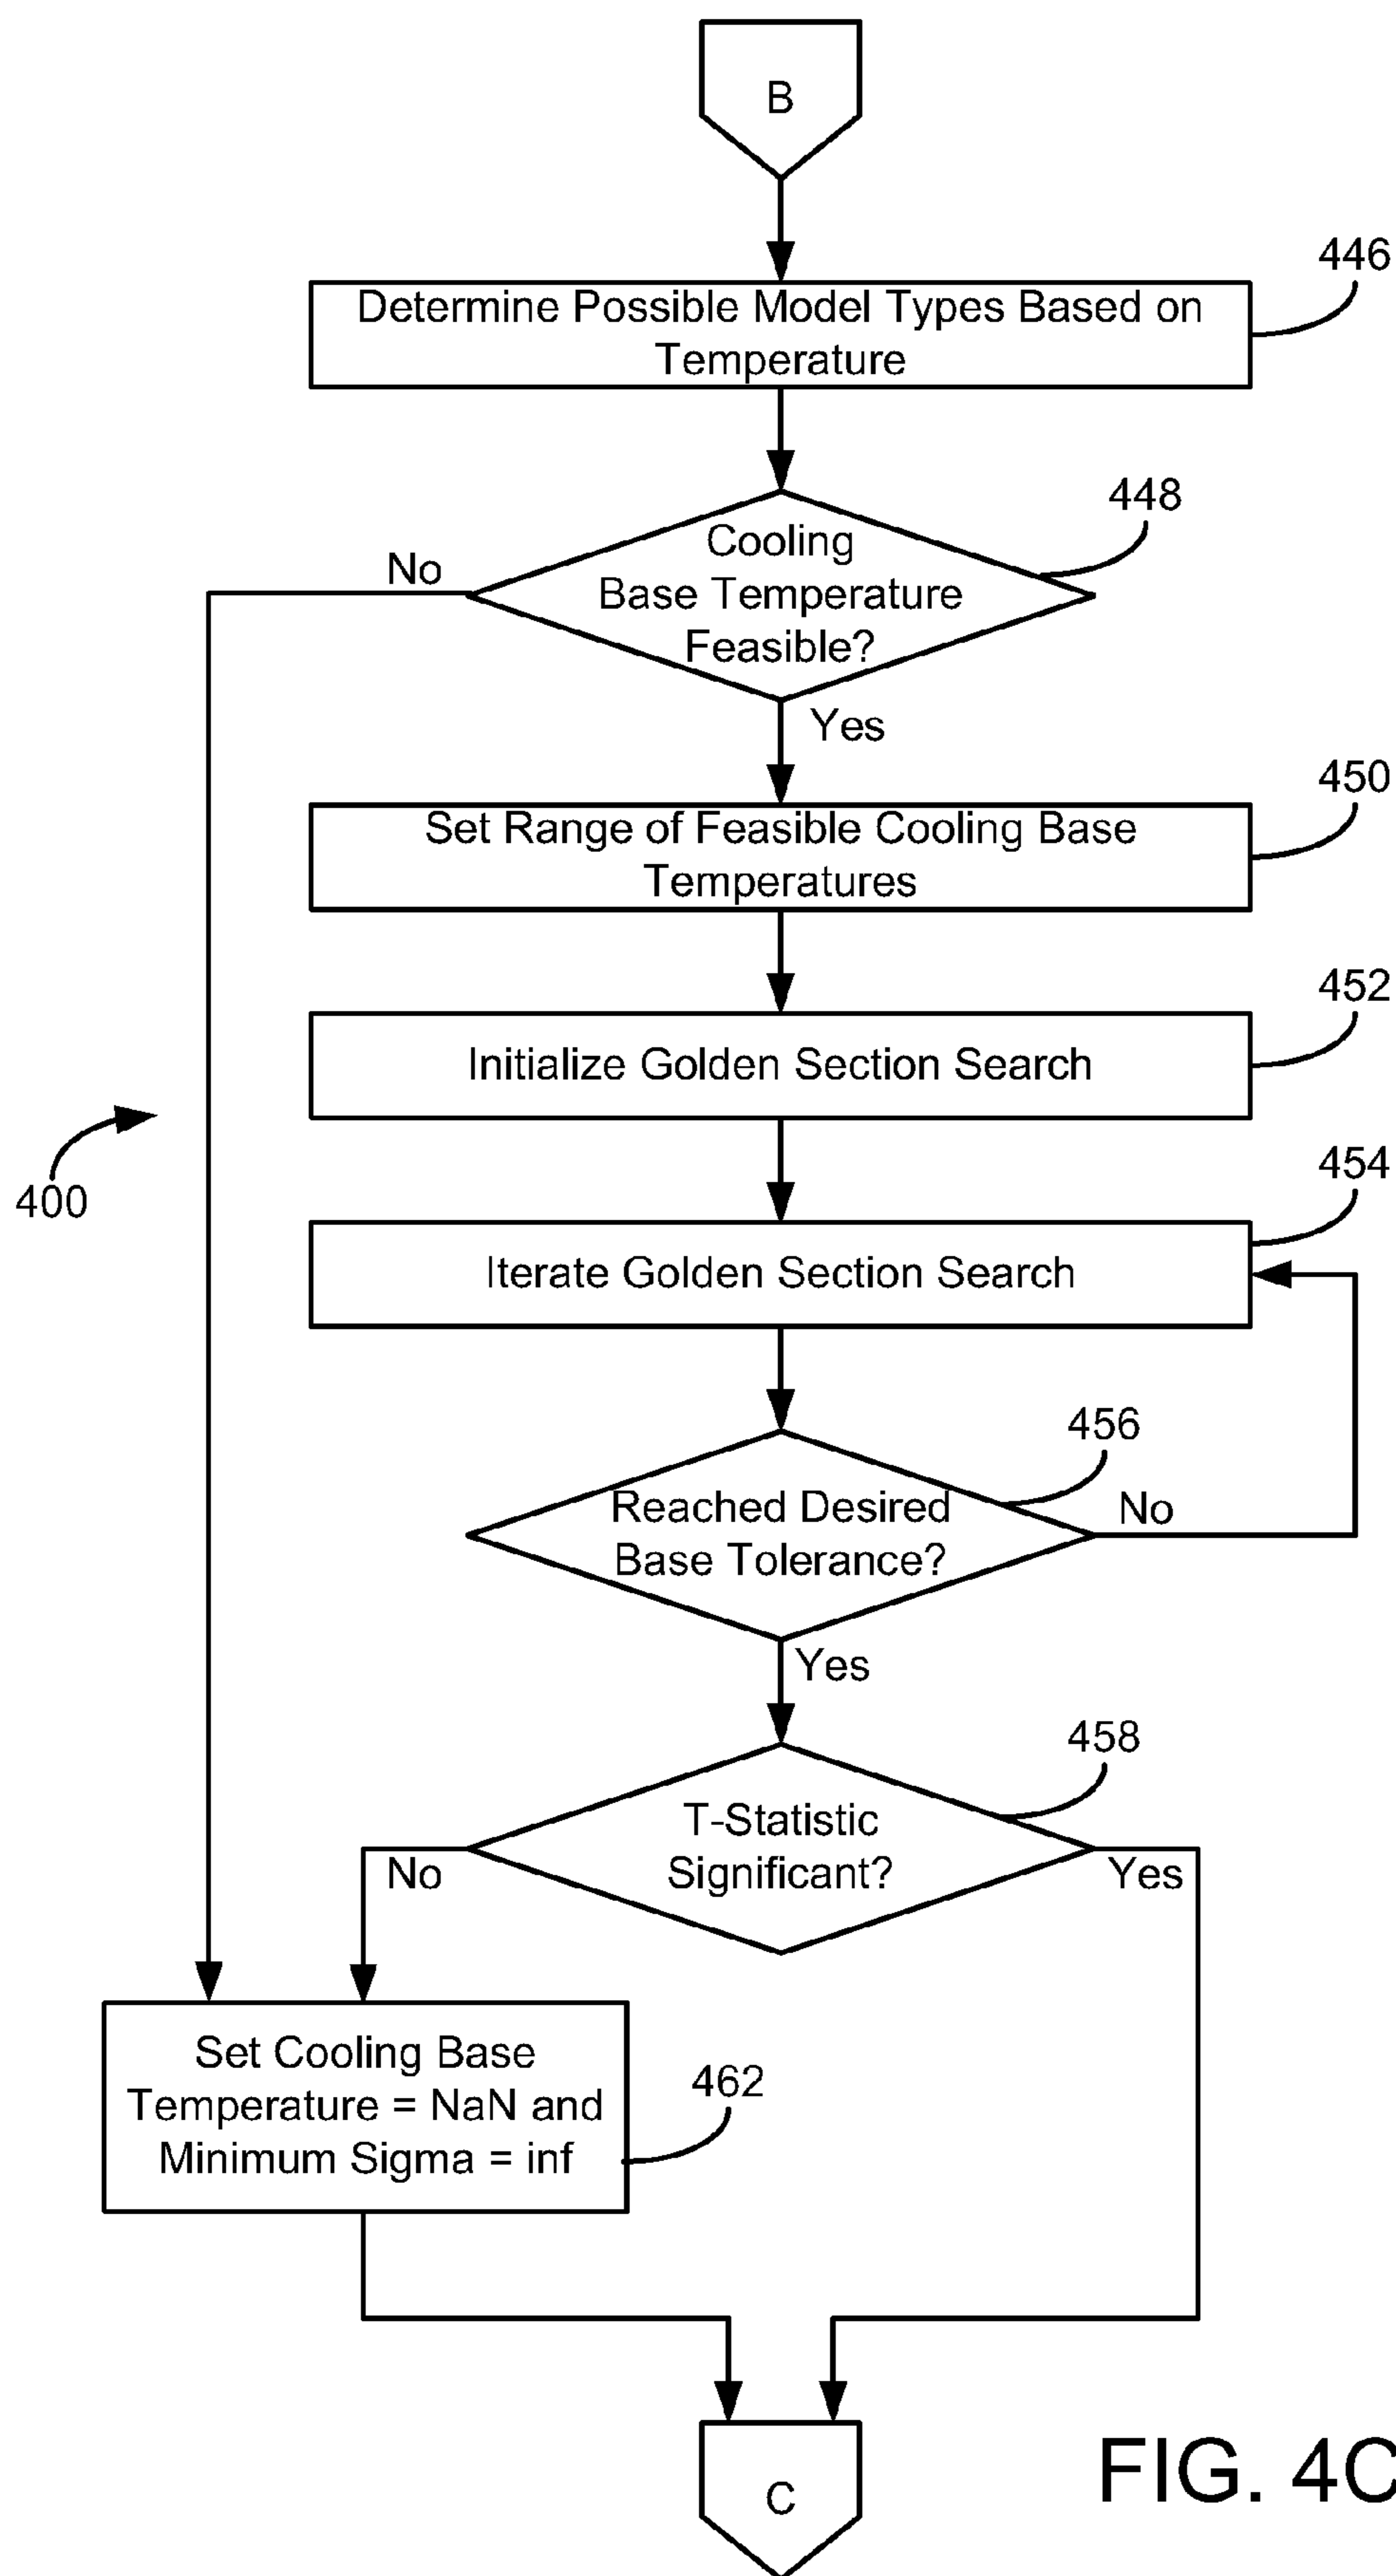 B
446
Determine Possible Model Types Based on
Temperature
448
Cooling
Base Temperature
Feasible?
No
Yes
450
Set Range of Feasible Cooling Base
Temperatures
452
Initialize Golden Section Search
400
454
Iterate Golden Section Search
456
Reached Desired
Base Tolerance?
No
Yes
458
T-Statistic
Significant?
No
Yes
Set Cooling Base
Temperature = NaN and
Minimum Sigma = inf
462
C
FIG. 4C